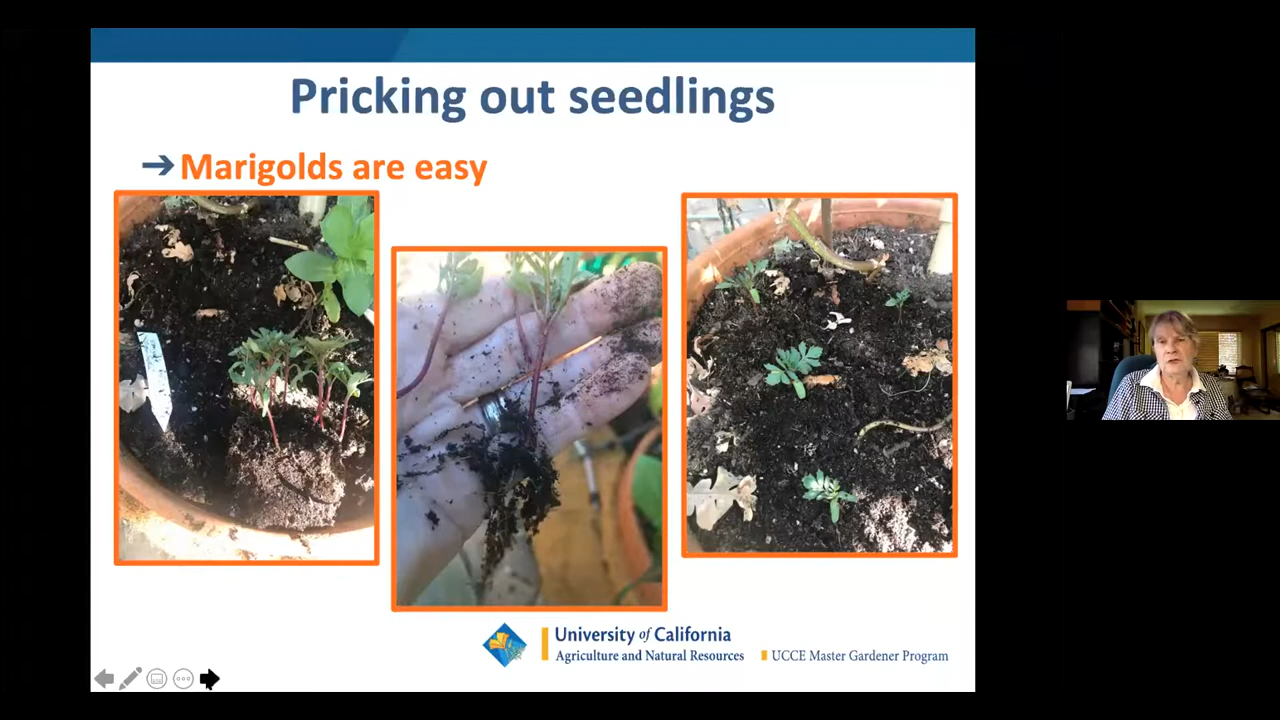 Pricking out seedlings
➔ Marigolds are easy
University of California
Agriculture and Natural Resources
UCCE Master Gardener Program